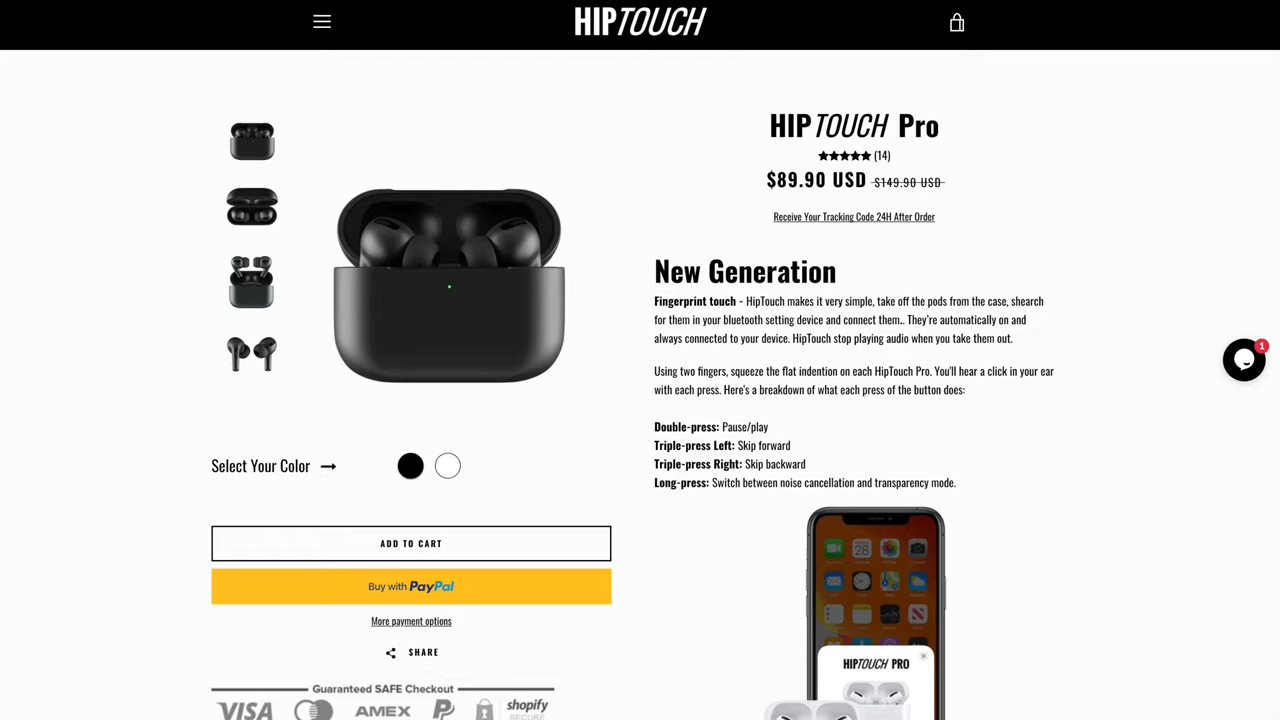 HIPTOUCH
HIPTOUCH Pro
★★★★★ (14)
$89.90 USD $149.90 USD
Receive Your Tracking Code 24H After Order
New Generation
Fingerprint touch - HipTouch makes it very simple, take off the pods from the case, shearch
for them in your bluetooth setting device and connect them.. They're automatically on and
always connected to your device. HipTouch stop playing audio when you take them out.
Using two fingers, squeeze the flat indention on each HipTouch Pro. You'll hear a click in your ear
with each press. Here's a breakdown of what each press of the button does:
Double-press: Pause/play
Triple-press Left: Skip forward
Triple-press Right: Skip backward
Long-press: Switch between noise cancellation and transparency mode.
1
Select Your Color →
ADD TO CART
Buy with PayPal
More payment options
SHARE
Guaranteed SAFE Checkout
VISA AMEX shopify
SECURE
28
HIPTOUCH PRO